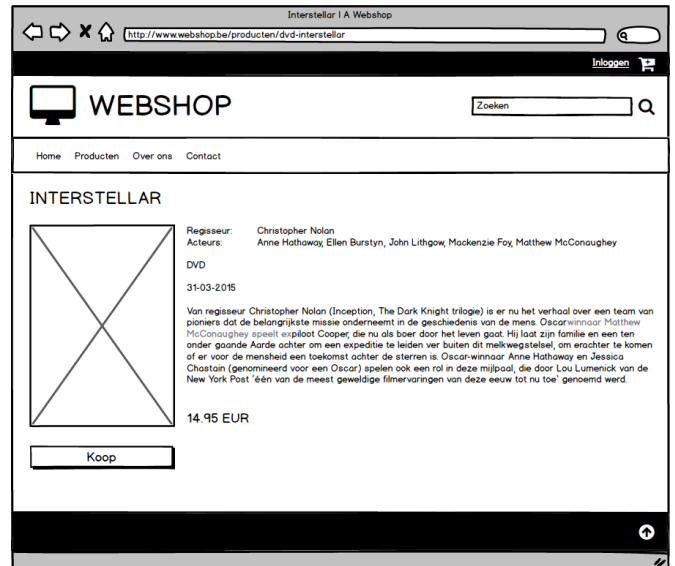 Interstellar | A Webshop
http://www.webshop.be/producten/dvd-interstellar
Inloggen
WEBSHOP
Zoeken
Home Producten Over ons Contact
INTERSTELLAR
Regisseur: Christopher Nolan
Acteurs: Anne Hathaway, Ellen Burstyn, John Lithgow, Mackenzie Foy, Matthew McConaughey
DVD
31-03-2015
Van regisseur Christopher Nolan (Inception, The Dark Knight trilogie) is er nu het verhaal over een team van
pioniers dat de belangrijkste missie onderneemt in de geschiedenis van de mens. Oscarwinnaar Matthew
McConaughey speelt expiloot Cooper, die nu als boer door het leven gaat. Hij laat zijn familie en een ten
onder gaande Aarde achter om een expeditie te leiden ver buiten dit melkwegstelsel, om erachter te komen
of er voor de mensheid een toekomst achter de sterren is. Oscar-winnaar Anne Hathaway en Jessica
Chastain (genomineerd voor een Oscar) spelen ook een rol in deze mijlpaal, die door Lou Lumenick van de
New York Post 'één van de meest geweldige filmervaringen van deze eeuw tot nu toe' genoemd werd.
14.95 EUR
Koop